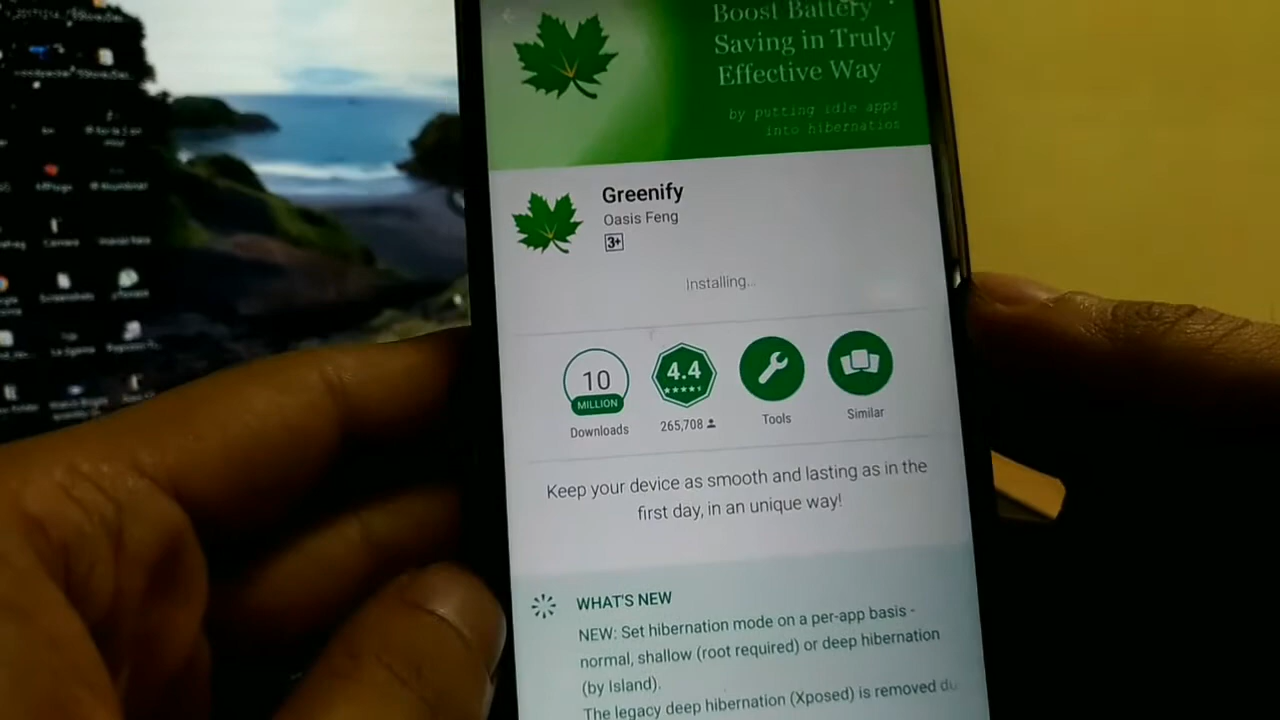 Boost Battery
Saving in Truly
Effective Way
by putting idle apps
into hibernation
Greenify
Oasis Feng
3+
Installing...
10
MILLION
Downloads
4.4
265,708
Tools
Similar
Keep your device as smooth and lasting as in the
first day, in an unique way!
WHAT'S NEW
NEW: Set hibernation mode on a per-app basis -
normal, shallow (root required) or deep hibernation
(by Island).
The legacy deep hibernation (Xposed) is removed du